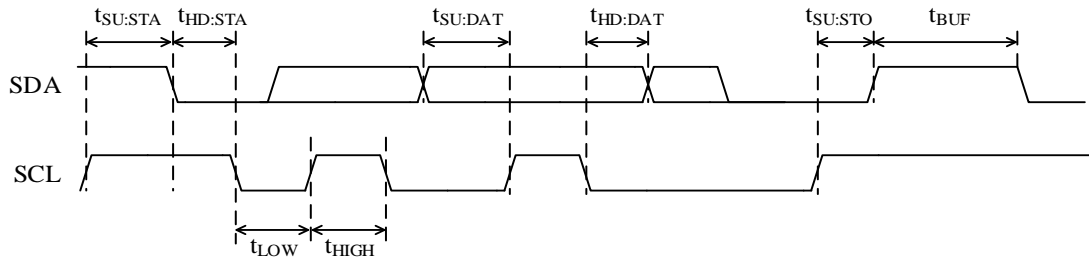 tSU:STA tHD:STA tSU:DAT tHD:DAT tSU:STO tBUF
SDA
SCL
tLOW tHIGH